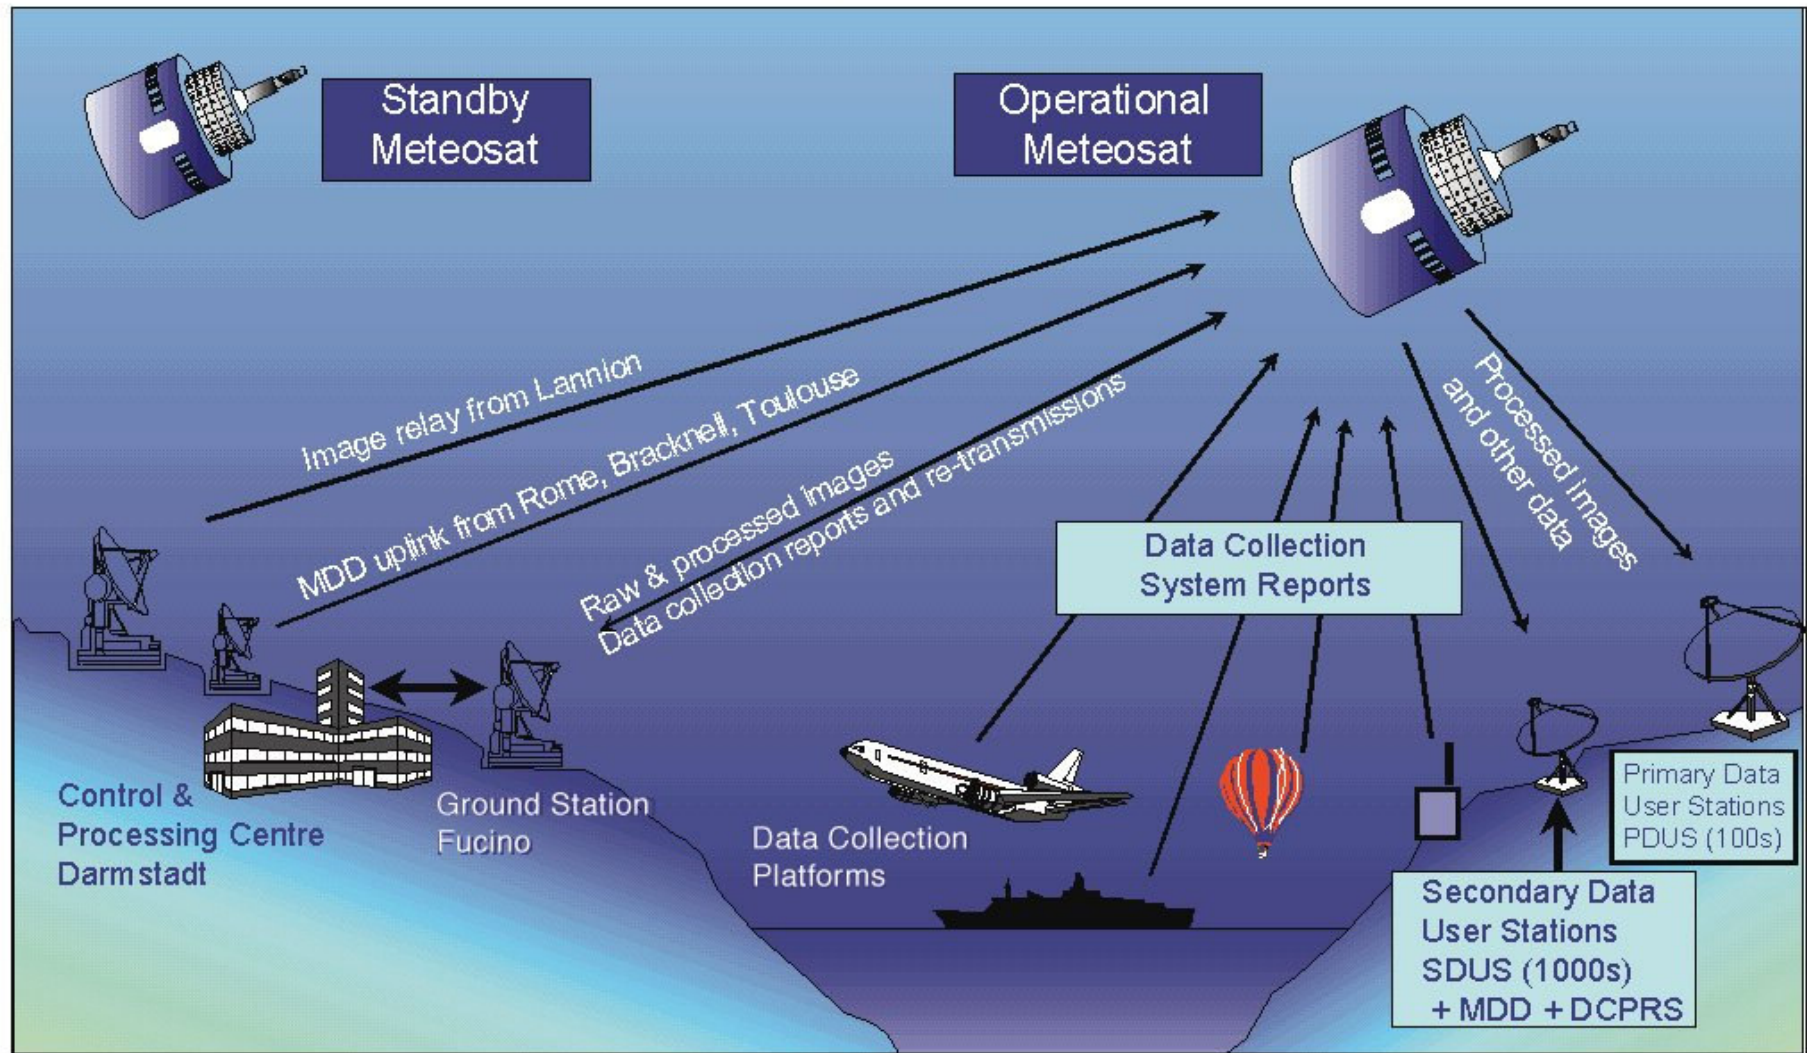 Standby
Meteosat
Operational
Meteosat
Image relay from Lannion
MDD uplink from Rome, Bracknell, Toulouse
Raw & processed images
Data collection reports and re-transmissions
Processed images
and other data
Data Collection
System Reports
Control &
Processing Centre
Darmstadt
Ground Station
Fucino
Data Collection
Platforms
Primary Data
User Stations
PDUS (100s)
Secondary Data
User Stations
SDUS (1000s)
+ MDD + DCPRS